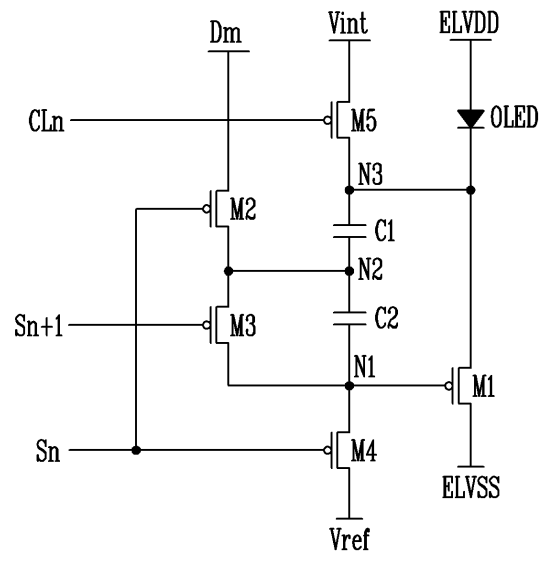 Dm
Vint
ELVDD
CLn
M5
OLED
N3
M2
C1
N2
Sn+1
M3
C2
N1
M1
Sn
M4
ELVSS
Vref